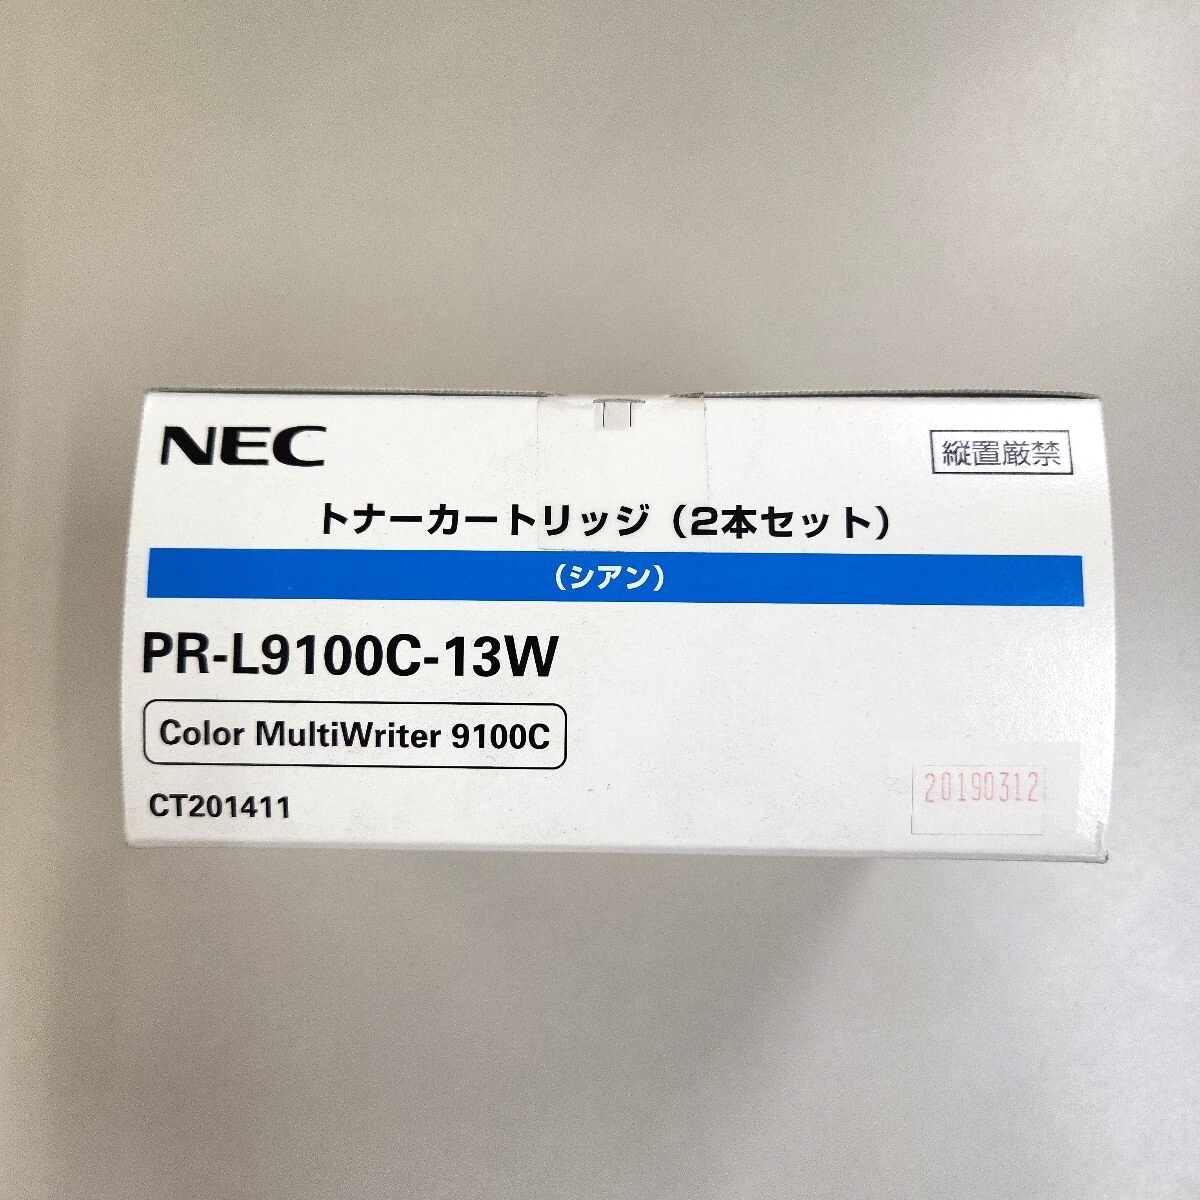 NEC
縦置厳禁
トナーカートリッジ（2本セット）
（シアン）
PR-L9100C-13W
Color MultiWriter 9100C
CT201411
20190312